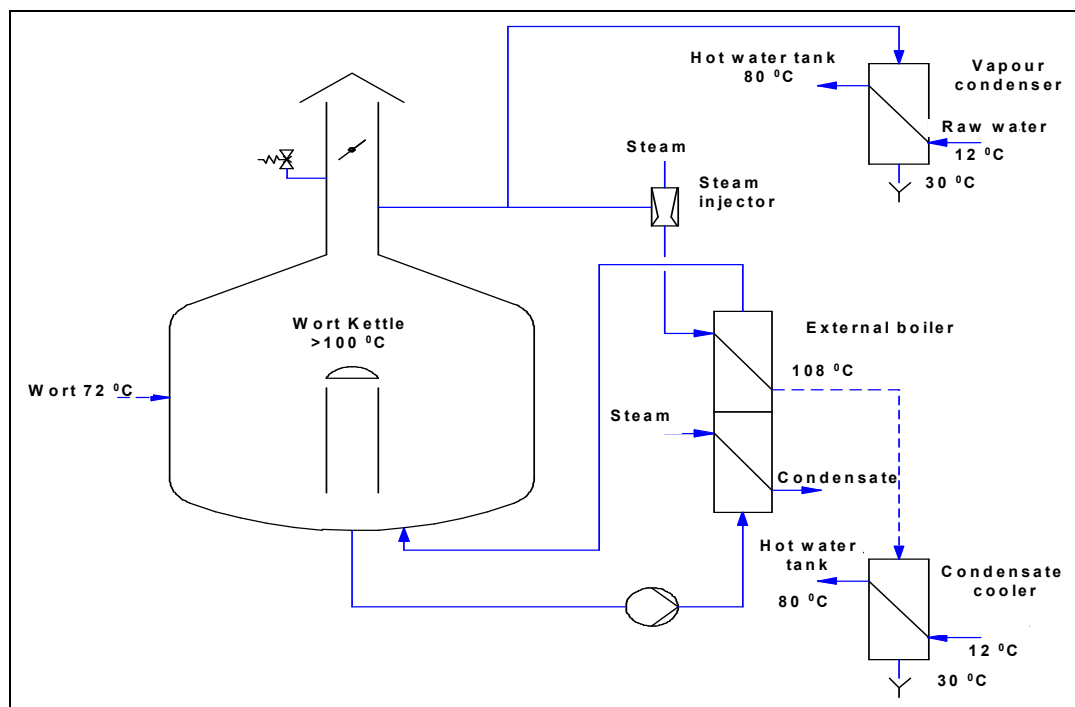 Hot water tank
80 ⁰C
Vapour
condenser
Raw water
12 ⁰C
30 ⁰C
Steam
Steam
injector
Wort Kettle
>100 ⁰C
External boiler
Wort 72 ⁰C
108 ⁰C
Steam
Condensate
Hot water
tank
80 ⁰C
Condensate
cooler
12 ⁰C
30 ⁰C